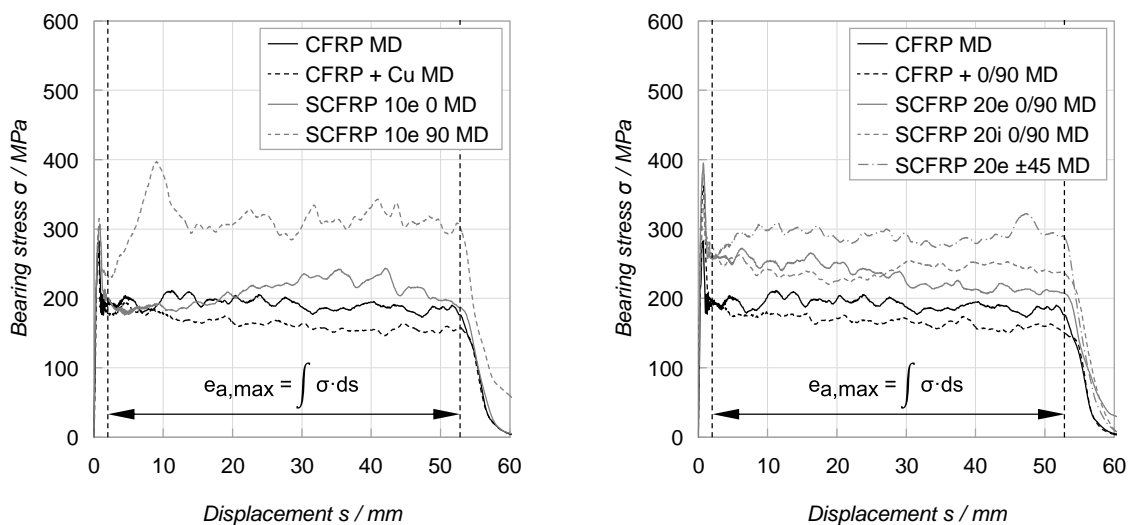 600
500
400
300
200
100
0
Bearing stress σ / MPa
CFRP MD
CFRP + Cu MD
SCFRP 10e 0 MD
SCFRP 10e 90 MD
e_a,max = ∫ σ·ds
0 10 20 30 40 50 60
Displacement s / mm
600
500
400
300
200
100
0
Bearing stress σ / MPa
CFRP MD
CFRP + 0/90 MD
SCFRP 20e 0/90 MD
SCFRP 20i 0/90 MD
SCFRP 20e ±45 MD
e_a,max = ∫ σ·ds
0 10 20 30 40 50 60
Displacement s / mm